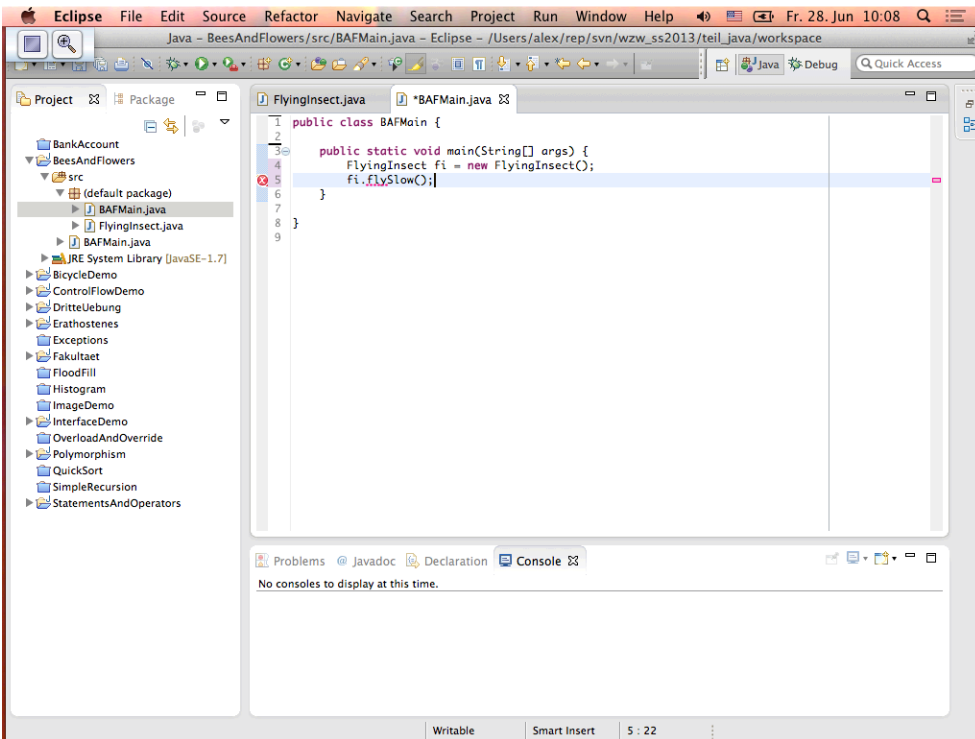 Eclipse File Edit Source Refactor Navigate Search Project Run Window Help Fr. 28. Jun 10:08
Java – BeesAndFlowers/src/BAFMain.java – Eclipse – /Users/alex/rep/svn/wzw_ss2013/teil_java/workspace
Java Debug Quick Access
Project Package
BankAccount
BeesAndFlowers
src
(default package)
BAFMain.java
FlyingInsect.java
BAFMain.java
JRE System Library [JavaSE-1.7]
BicycleDemo
ControlFlowDemo
DritteUebung
Erathostenes
Exceptions
Fakultaet
FloodFill
Histogram
ImageDemo
InterfaceDemo
OverloadAndOverride
Polymorphism
QuickSort
SimpleRecursion
StatementsAndOperators
FlyingInsect.java *BAFMain.java
1 public class BAFMain {
2
3 public static void main(String[] args) {
4 FlyingInsect fi = new FlyingInsect();
5 fi.flySlow();
6 }
7
8 }
9
Problems @ Javadoc Declaration Console
No consoles to display at this time.
Writable Smart Insert 5 : 22